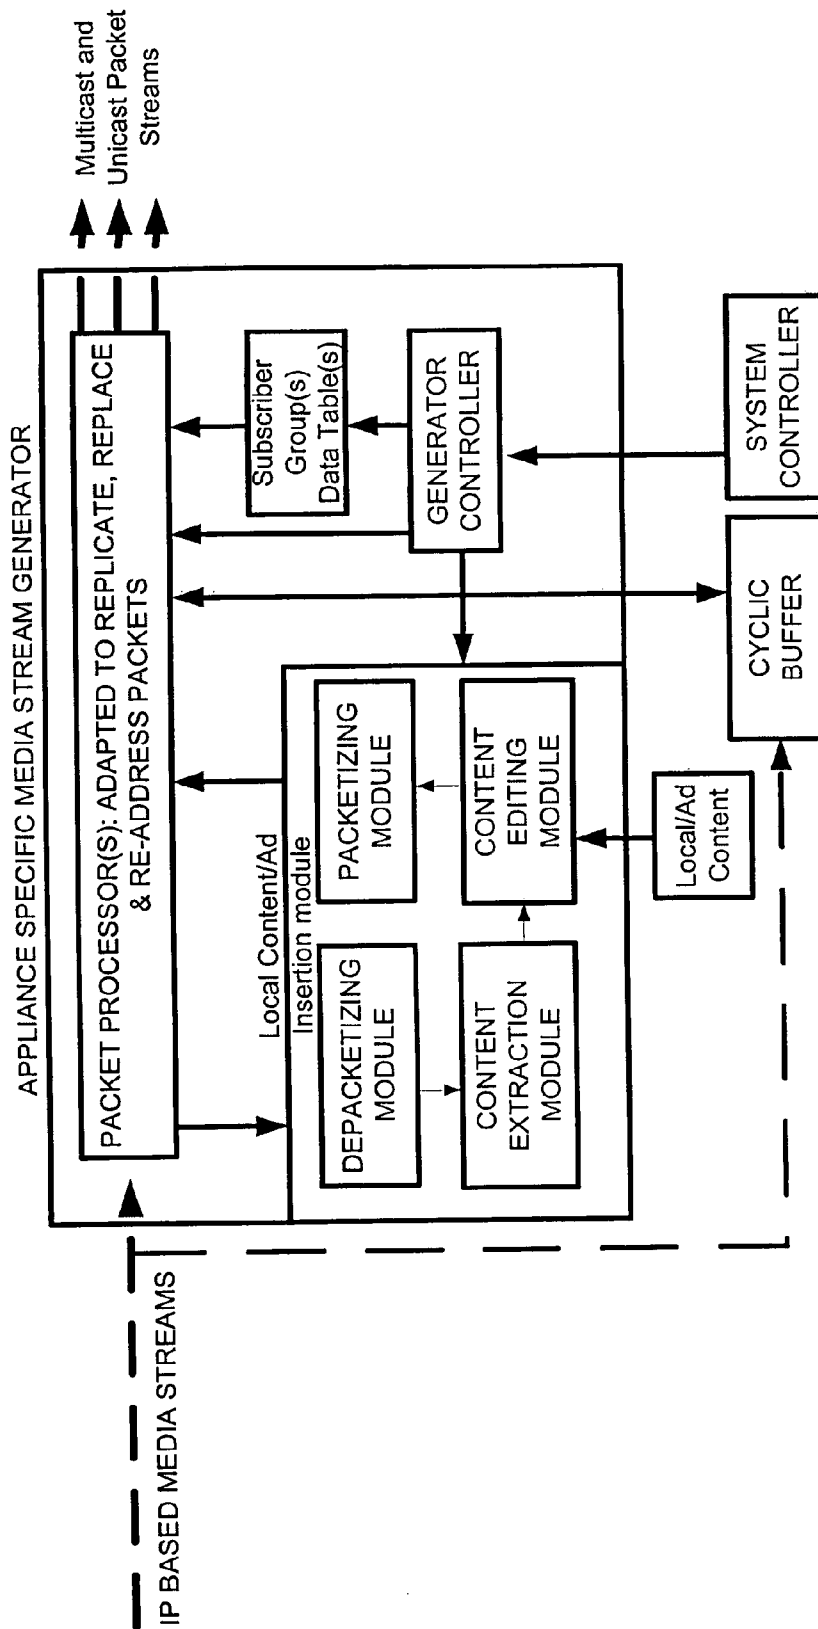 APPLIANCE SPECIFIC MEDIA STREAM GENERATOR
IP BASED MEDIA STREAMS
PACKET PROCESSOR(S): ADAPTED TO REPLICATE, REPLACE
& RE-ADDRESS PACKETS
Multicast and
Unicast Packet
Streams
Local Content/Ad
Insertion module
DEPACKETIZING
MODULE
PACKETIZING
MODULE
CONTENT
EXTRACTION
MODULE
CONTENT
EDITING
MODULE
Subscriber
Group(s)
Data Table(s)
GENERATOR
CONTROLLER
Local/Ad
Content
CYCLIC
BUFFER
SYSTEM
CONTROLLER